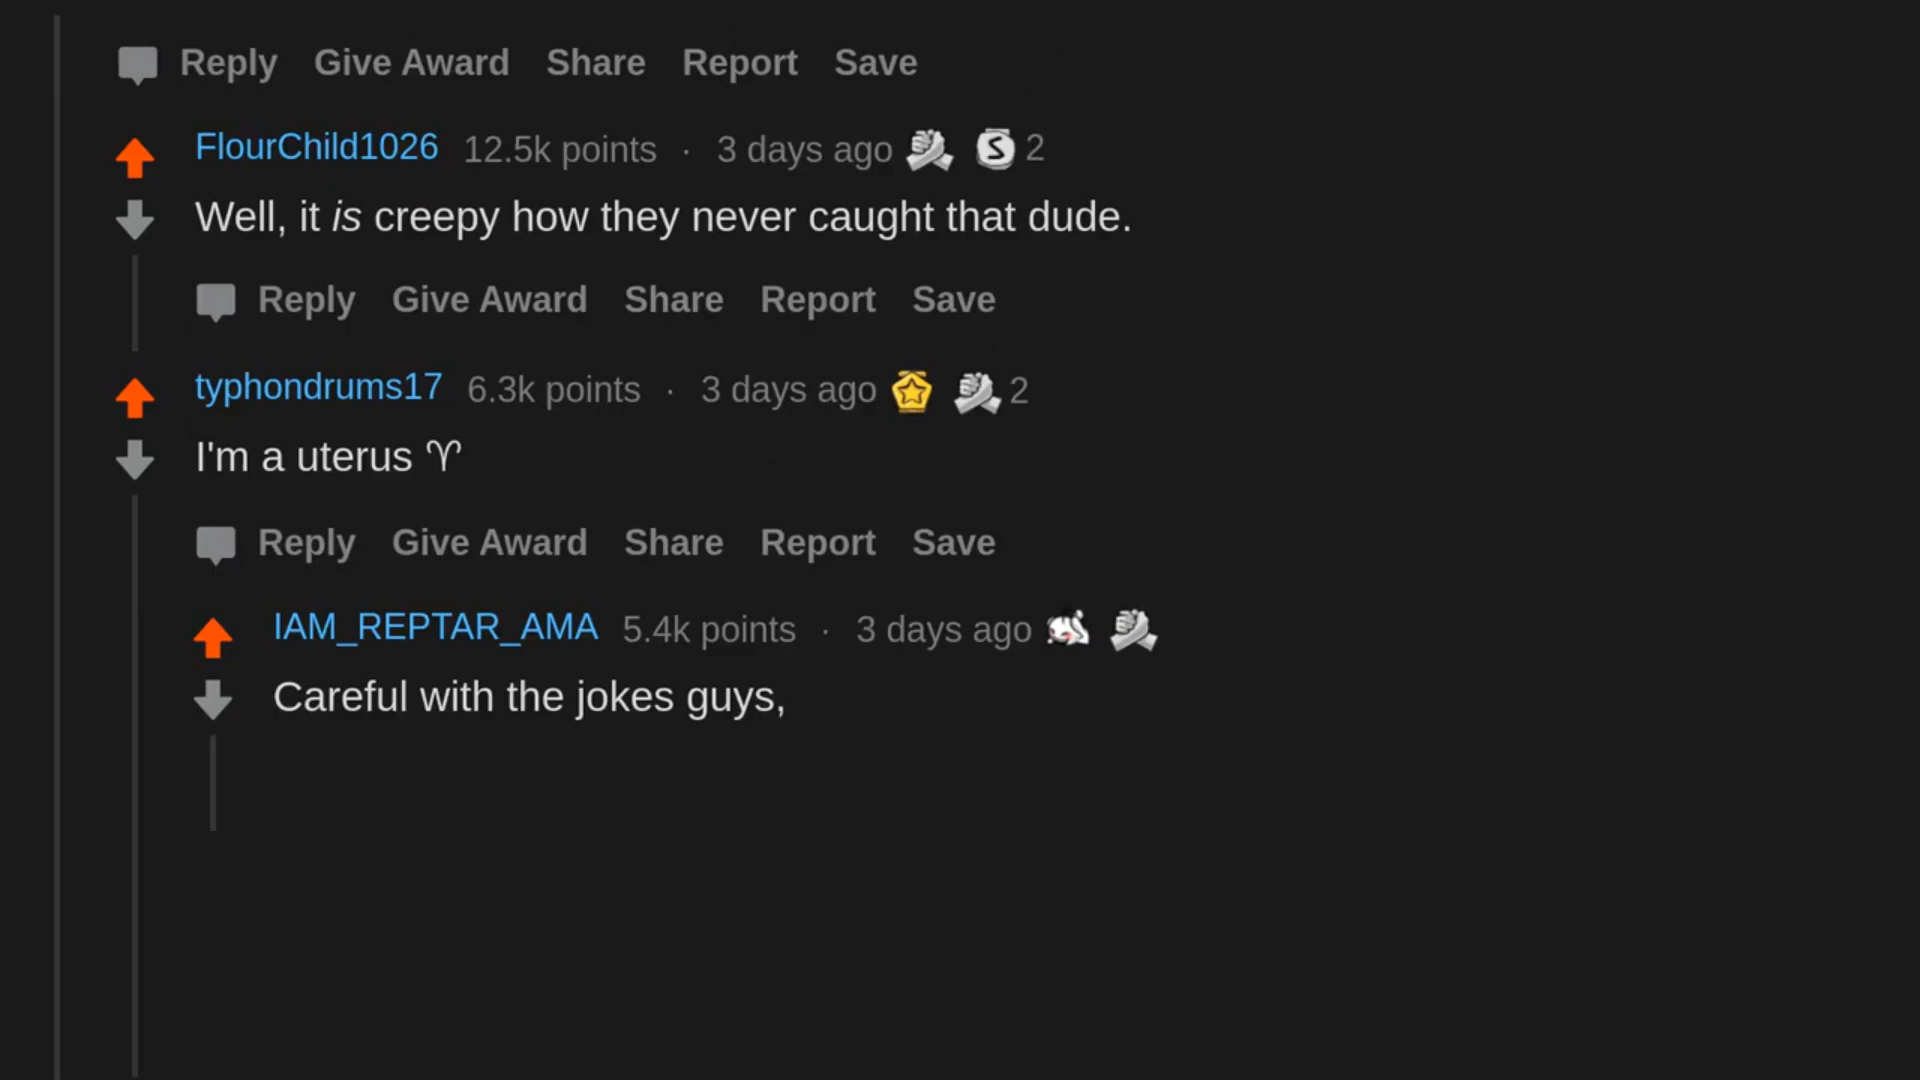 Reply Give Award Share Report Save
FlourChild1026 12.5k points · 3 days ago S 2
Well, it is creepy how they never caught that dude.
Reply Give Award Share Report Save
typhondrums17 6.3k points · 3 days ago 2
I'm a uterus ♈
Reply Give Award Share Report Save
IAM_REPTAR_AMA 5.4k points · 3 days ago
Careful with the jokes guys,